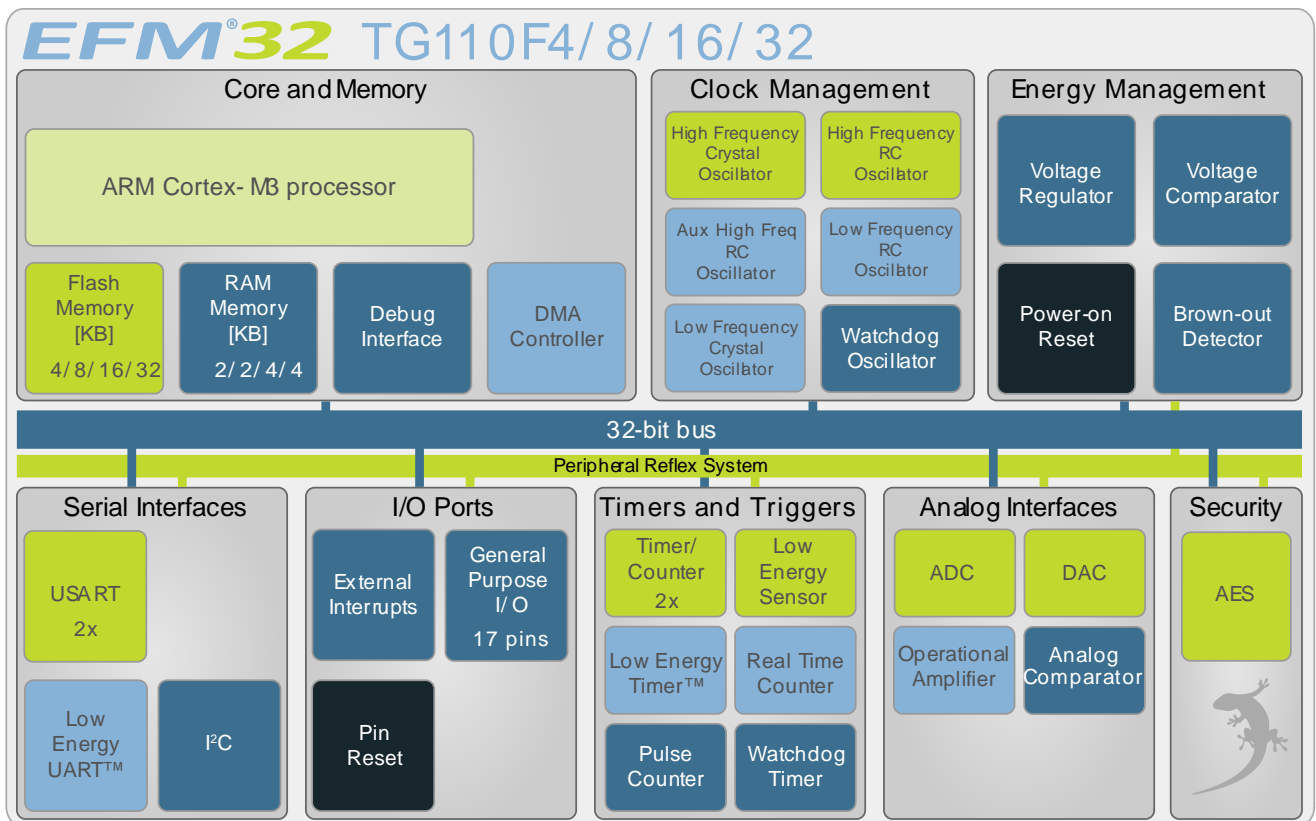 EFM®32 TG110F4/8/16/32
Core and Memory
ARM Cortex-M3 processor
Flash
Memory
[KB]
4/8/16/32
RAM
Memory
[KB]
2/2/4/4
Debug
Interface
DMA
Controller
Clock Management
High Frequency
Crystal
Oscillator
High Frequency
RC
Oscillator
Aux High Freq
RC
Oscillator
Low Frequency
RC
Oscillator
Low Frequency
Crystal
Oscillator
Watchdog
Oscillator
Energy Management
Voltage
Regulator
Voltage
Comparator
Power-on
Reset
Brown-out
Detector
32-bit bus
Peripheral Reflex System
Serial Interfaces
USART
2x
Low
Energy
UART™
I²C
I/O Ports
External
Interrupts
General
Purpose
I/O
17 pins
Pin
Reset
Timers and Triggers
Timer/
Counter
2x
Low
Energy
Sensor
Low Energy
Timer™
Real Time
Counter
Pulse
Counter
Watchdog
Timer
Analog Interfaces
ADC
DAC
Operational
Amplifier
Analog
Comparator
Security
AES